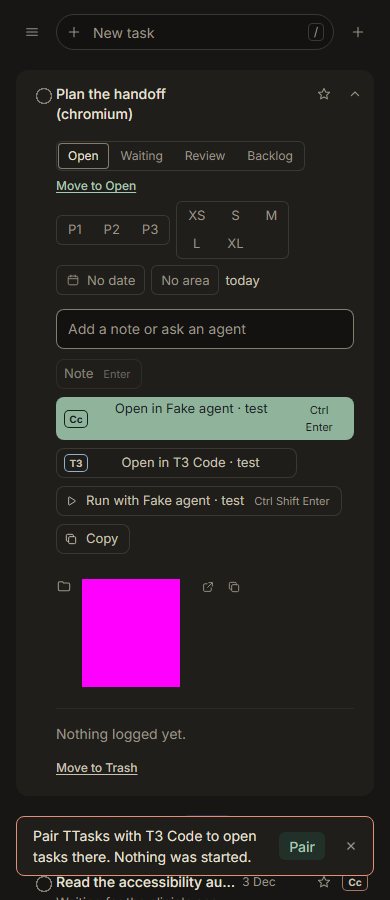 New task /
Plan the handoff
(chromium)
Open Waiting Review Backlog
Move to Open
P1 P2 P3 XS S M
L XL
No date No area today
Add a note or ask an agent
Note Enter
Cc Open in Fake agent · test Ctrl
Enter
T3 Open in T3 Code · test
Run with Fake agent · test Ctrl Shift Enter
Copy
Nothing logged yet.
Move to Trash
Pair TTasks with T3 Code to open
tasks there. Nothing was started.
Pair
Read the accessibility au... 3 Dec Cc